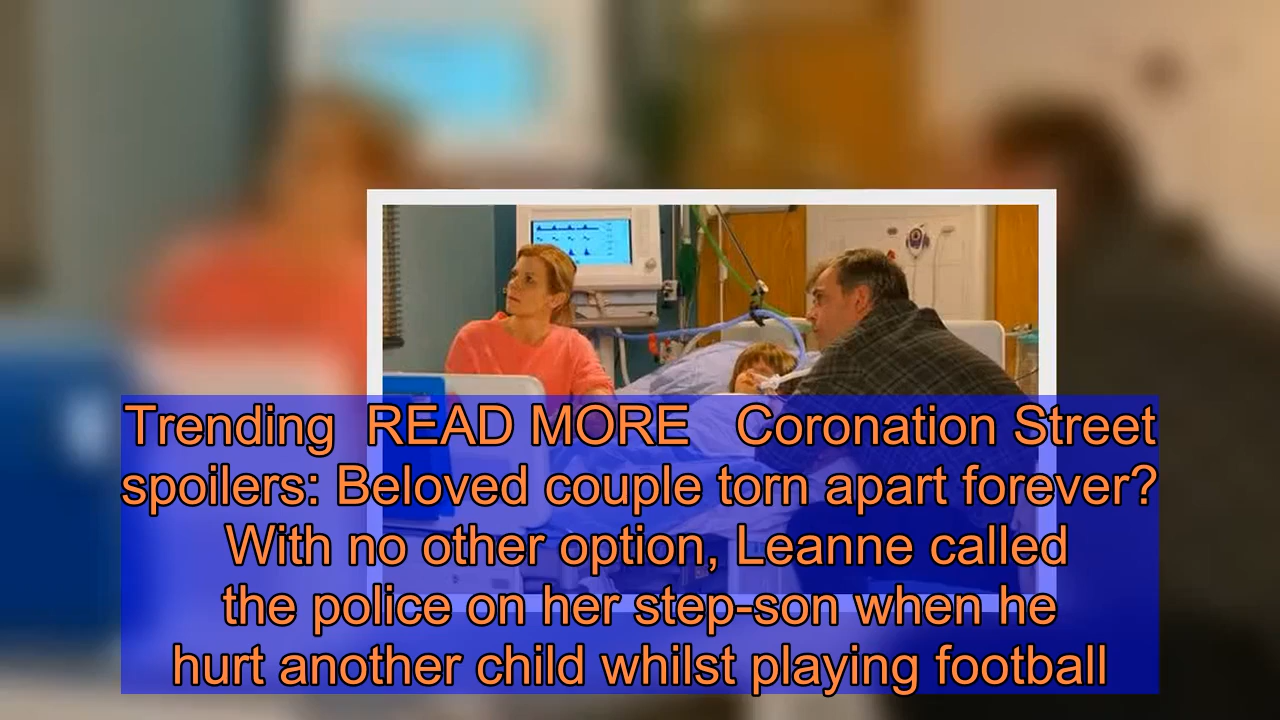 Trending  READ MORE   Coronation Street
spoilers: Beloved couple torn apart forever?
With no other option, Leanne called
the police on her step-son when he
hurt another child whilst playing football